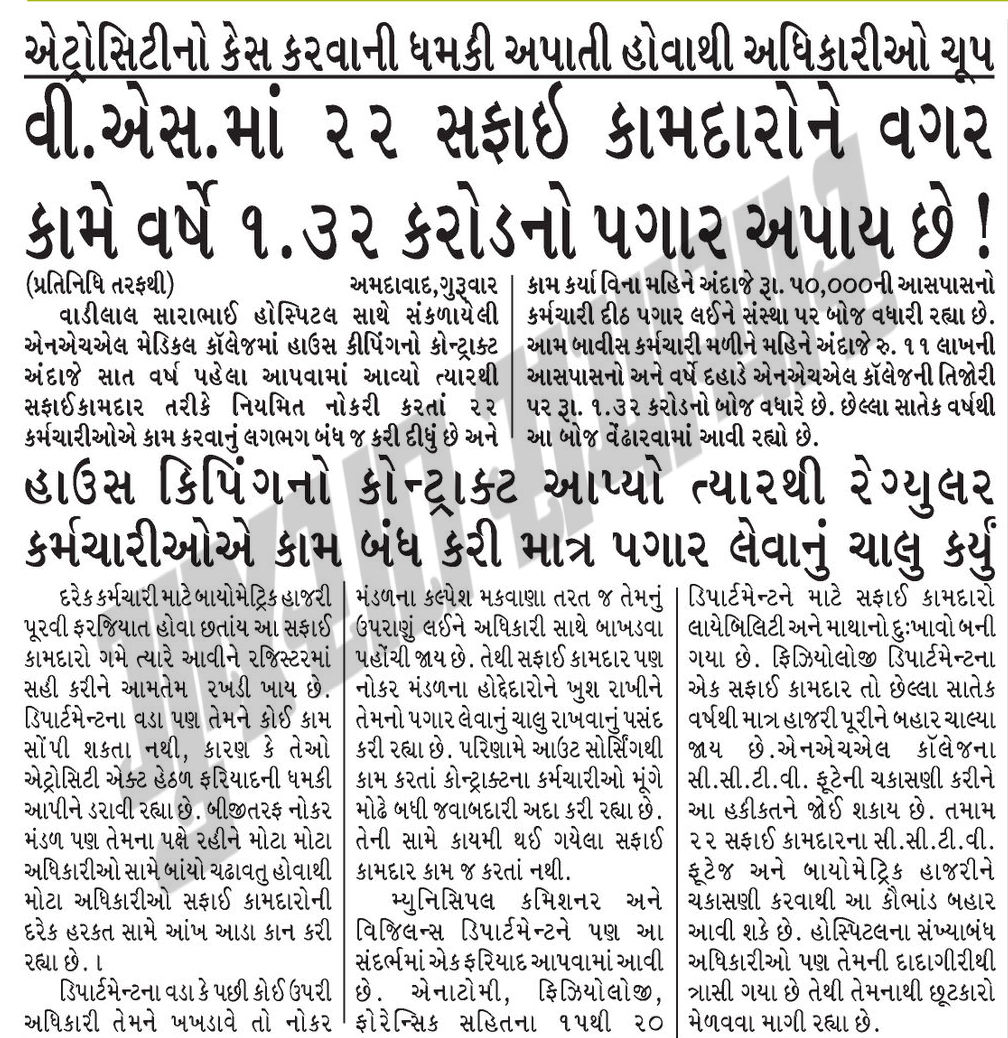 એટ્રોસિટીનો કેસ કરવાની ધમકી અપાતી હોવાથી અધિકારીઓ ચૂપ
વી.એસ.માં ૨૨ સફાઈ કામદારોને વગર
કામે વર્ષે ૧.૩૨ કરોડનો પગાર અપાય છે !
(પ્રતિનિધિ તરફથી) અમદાવાદ,ગુરૂવાર
વાડીલાલ સારાભાઈ હોસ્પિટલ સાથે સંકળાયેલી
એનએચએલ મેડિકલ કૉલેજમાં હાઉસ કીપિંગનો કોન્ટ્રાક્ટ
અંદાજે સાત વર્ષ પહેલા આપવામાં આવ્યો ત્યારથી
સફાઈકામદાર તરીકે નિયમિત નોકરી કરતાં ૨૨
કર્મચારીઓએ કામ કરવાનું લગભગ બંધ જ કરી દીધું છે અને
કામ કર્યા વિના મહિને અંદાજે રૂા. ૫૦,૦૦૦ની આસપાસનો
કર્મચારી દીઠ પગાર લઈને સંસ્થા પર બોજ વધારી રહ્યા છે.
આમ બાવીસ કર્મચારી મળીને મહિને અંદાજે રુ. ૧૧ લાખની
આસપાસનો અને વર્ષે દહાડે એનએચએલ કૉલેજની તિજોરી
પર રૂા. ૧.૩૨ કરોડનો બોજ વધારે છે. છેલ્લા સાતેક વર્ષથી
આ બોજ વેંઢારવામાં આવી રહ્યો છે.
હાઉસ કિપિંગનો કોન્ટ્રાક્ટ આપ્યો ત્યારથી રેગ્યુલર
કર્મચારીઓએ કામ બંધ કરી માત્ર પગાર લેવાનું ચાલુ કર્યું
દરેક કર્મચારી માટે બાયોમેટ્રિક હાજરી
પૂરવી ફરજિયાત હોવા છતાંય આ સફાઈ
કામદારો ગમે ત્યારે આવીને રજિસ્ટરમાં
સહી કરીને આમતેમ રખડી ખાય છે.
ડિપાર્ટમેન્ટના વડા પણ તેમને કોઈ કામ
સોંપી શકતા નથી, કારણ કે તેઓ
એટ્રોસિટી એક્ટ હેઠળ ફરિયાદની ધમકી
આપીને ડરાવી રહ્યા છે. બીજીતરફ નોકર
મંડળ પણ તેમના પક્ષે રહીને મોટા મોટા
અધિકારીઓ સામે બાંયો ચઢાવતુ હોવાથી
મોટા અધિકારીઓ સફાઈ કામદારોની
દરેક હરકત સામે આંખ આડા કાન કરી
રહ્યા છે. ।
ડિપાર્ટમેન્ટના વડા કે પછી કોઈ ઉપરી
અધિકારી તેમને ખખડાવે તો નોકર
મંડળના કલ્પેશ મકવાણા તરત જ તેમનું
ઉપરાણું લઈને અધિકારી સાથે બાખડવા
પહોંચી જાય છે. તેથી સફાઈ કામદાર પણ
નોકર મંડળના હોદ્દેદારોને ખુશ રાખીને
તેમનો પગાર લેવાનું ચાલુ રાખવાનું પસંદ
કરી રહ્યા છે. પરિણામે આઉટ સોર્સિંગથી
કામ કરતાં કોન્ટ્રાક્ટના કર્મચારીઓ મૂંગે
મોઢે બધી જવાબદારી અદા કરી રહ્યા છે.
તેની સામે કાયમી થઈ ગયેલા સફાઈ
કામદાર કામ જ કરતાં નથી.
મ્યુનિસિપલ કમિશનર અને
વિજિલન્સ ડિપાર્ટમેન્ટને પણ આ
સંદર્ભમાં એક ફરિયાદ આપવામાં આવી
છે. એનાટોમી, ફિઝિયોલોજી,
ફોરેન્સિક સહિતના ૧૫થી ૨૦
ડિપાર્ટમેન્ટને માટે સફાઈ કામદારો
લાયેબિલિટી અને માથાનો દુઃખાવો બની
ગયા છે. ફિઝિયોલોજી ડિપાર્ટમેન્ટના
એક સફાઈ કામદાર તો છેલ્લા સાતેક
વર્ષથી માત્ર હાજરી પૂરીને બહાર ચાલ્યા
જાય છે.એનએચએલ કૉલેજના
સી.સી.ટી.વી. ફૂટેની ચકાસણી કરીને
આ હકીકતને જોઈ શકાય છે. તમામ
૨૨ સફાઈ કામદારના સી.સી.ટી.વી.
ફૂટેજ અને બાયોમેટ્રિક હાજરીને
ચકાસણી કરવાથી આ કૌભાંડ બહાર
આવી શકે છે. હોસ્પિટલના સંખ્યાબંધ
અધિકારીઓ પણ તેમની દાદાગીરીથી
ત્રાસી ગયા છે તેથી તેમનાથી છૂટકારો
મેળવવા માગી રહ્યા છે.
ગુજરાત સમાચાર